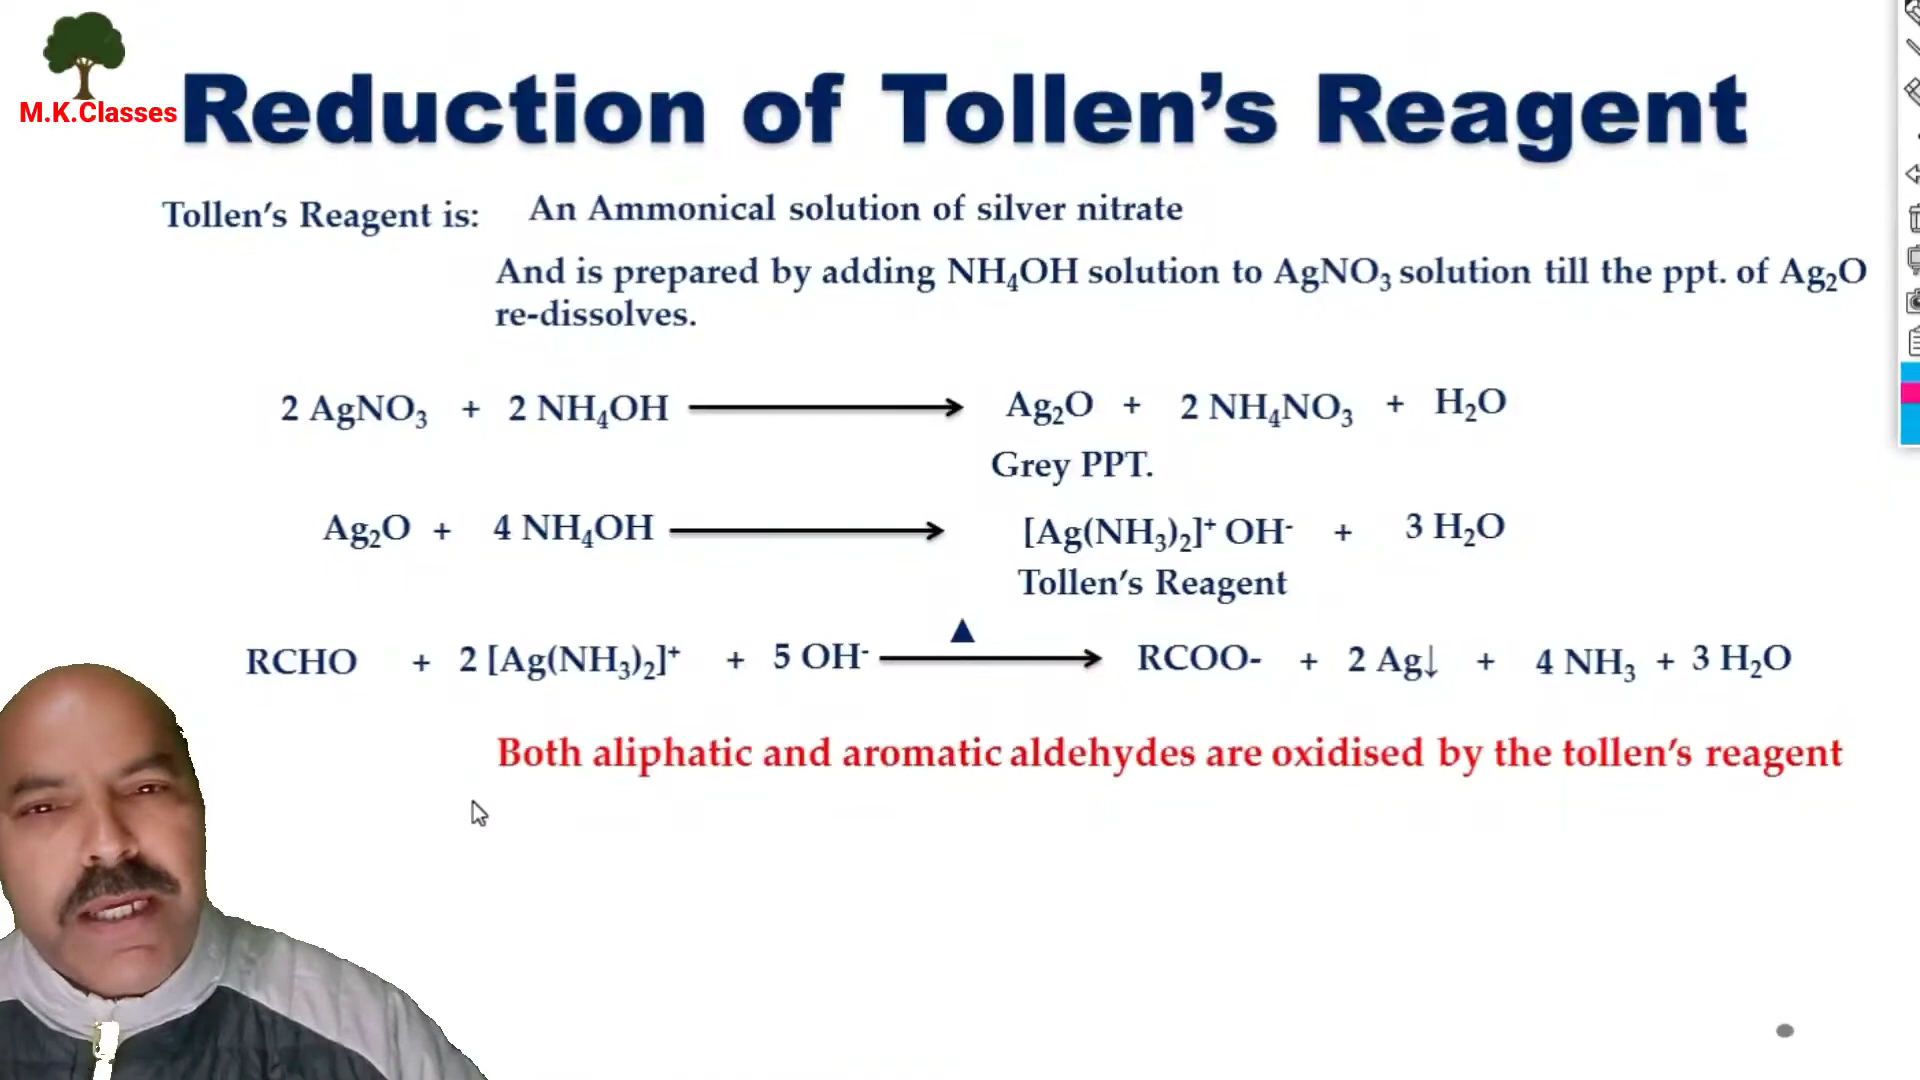 M.K.Classes
Reduction of Tollen’s Reagent
Tollen’s Reagent is: An Ammonical solution of silver nitrate
And is prepared by adding NH₄OH solution to AgNO₃ solution till the ppt. of Ag₂O
re-dissolves.
2 AgNO₃ + 2 NH₄OH ⟶ Ag₂O + 2 NH₄NO₃ + H₂O
Grey PPT.
Ag₂O + 4 NH₄OH ⟶ [Ag(NH₃)₂]⁺ OH⁻ + 3 H₂O
Tollen’s Reagent
▲
RCHO + 2 [Ag(NH₃)₂]⁺ + 5 OH⁻ ⟶ RCOO- + 2 Ag↓ + 4 NH₃ + 3 H₂O
Both aliphatic and aromatic aldehydes are oxidised by the tollen’s reagent